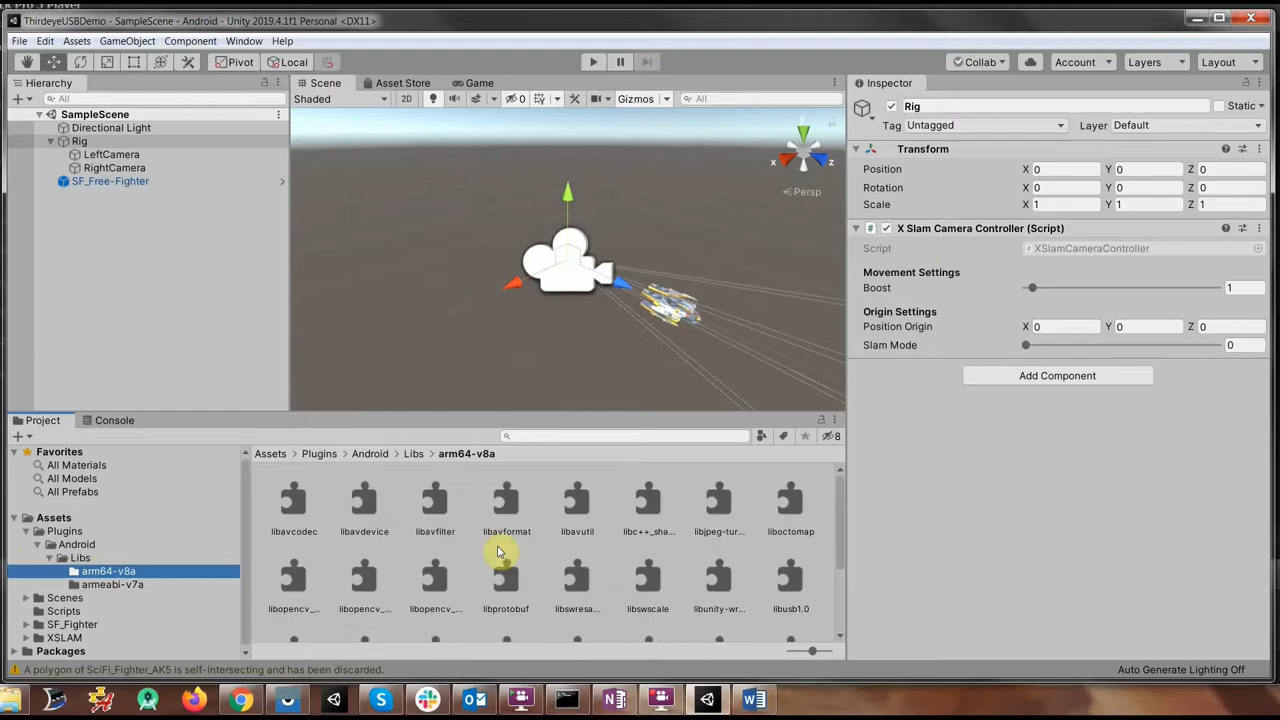 ThirdeyeUSBDemo - SampleScene - Android - Unity 2019.4.1f1 Personal <DX11>
File Edit Assets GameObject Component Window Help
Pivot Local Collab Account Layers Layout
Hierarchy Scene Asset Store Game Inspector
All Shaded 2D 0 Gizmos All Rig Static
Tag Untagged Layer Default
SampleScene
Directional Light
Rig
LeftCamera
RightCamera
SF_Free-Fighter
y
x z
Persp
Transform
Position X 0 Y 0 Z 0
Rotation X 0 Y 0 Z 0
Scale X 1 Y 1 Z 1
# X Slam Camera Controller (Script)
Script XSlamCameraController
Movement Settings
Boost 1
Origin Settings
Position Origin X 0 Y 0 Z 0
Slam Mode 0
Add Component
Project Console
8
Favorites
All Materials
All Models
All Prefabs
Assets
Plugins
Android
Libs
arm64-v8a
armeabi-v7a
Scenes
Scripts
SF_Fighter
XSLAM
Packages
Assets > Plugins > Android > Libs > arm64-v8a
libavcodec libavdevice libavfilter libavformat libavutil libc++_sha... libjpeg-tur... liboctomap
libopencv_... libopencv_... libopencv_... libprotobuf libswresa... libswscale libunity-wr... libusb1.0
A polygon of SciFi_Fighter_AK5 is self-intersecting and has been discarded.
Auto Generate Lighting Off